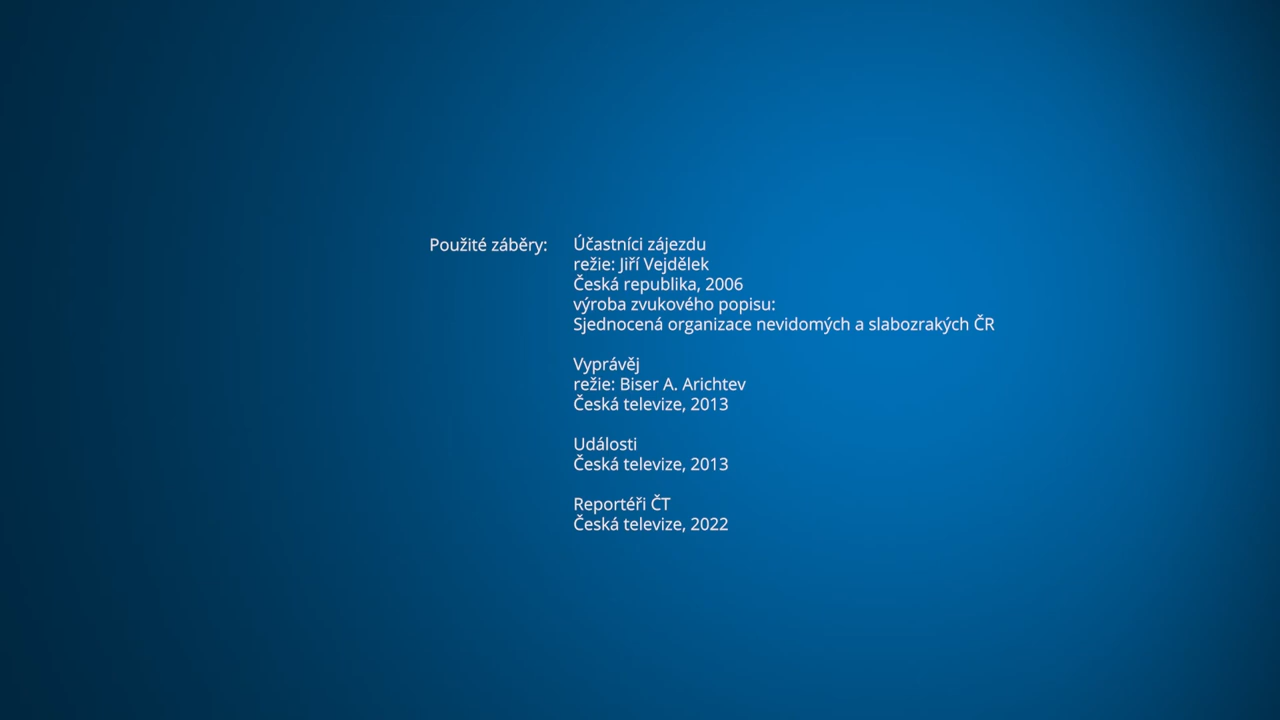 Použité záběry: Účastníci zájezdu
režie: Jiří Vejdělek
Česká republika, 2006
výroba zvukového popisu:
Sjednocená organizace nevidomých a slabozrakých ČR
Vyprávěj
režie: Biser A. Arichtev
Česká televize, 2013
Události
Česká televize, 2013
Reportéři ČT
Česká televize, 2022